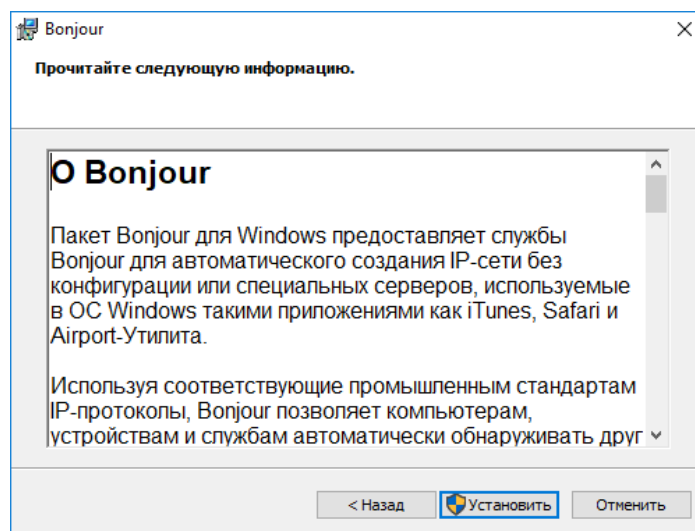 Bonjour
Прочитайте следующую информацию.
О Bonjour
Пакет Bonjour для Windows предоставляет службы
Bonjour для автоматического создания IP-сети без
конфигурации или специальных серверов, используемые
в ОС Windows такими приложениями как iTunes, Safari и
Airport-Утилита.
Используя соответствующие промышленным стандартам
IP-протоколы, Bonjour позволяет компьютерам,
устройствам и службам автоматически обнаруживать друг
< Назад
Установить
Отменить